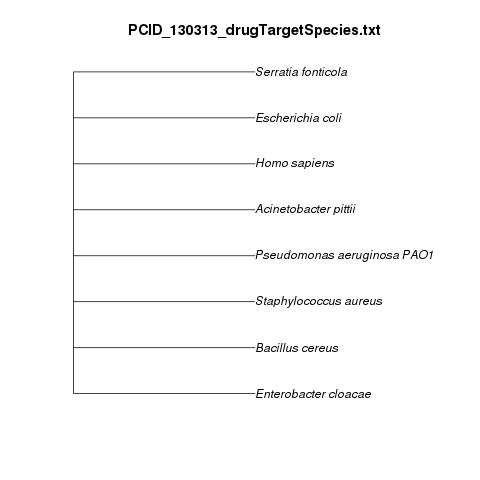 PCID_130313_drugTargetSpecies.txt
Serratia fonticola
Escherichia coli
Homo sapiens
Acinetobacter pittii
Pseudomonas aeruginosa PAO1
Staphylococcus aureus
Bacillus cereus
Enterobacter cloacae